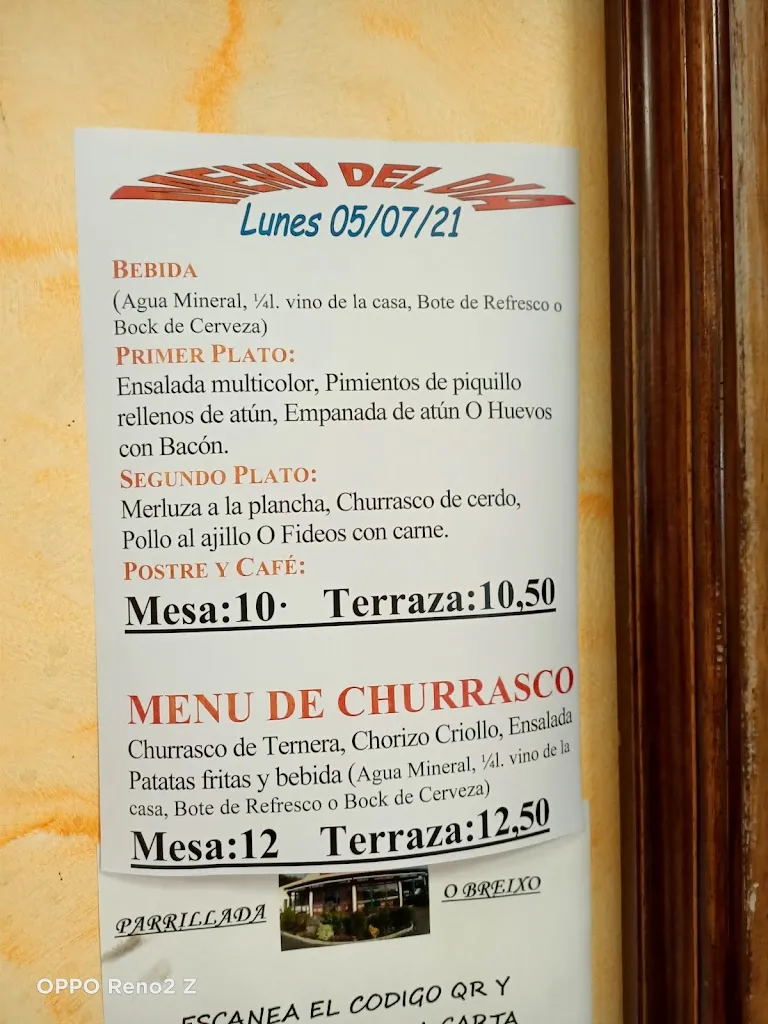 MENU DEL DIA
Lunes 05/07/21
BEBIDA
(Agua Mineral, ¼l. vino de la casa, Bote de Refresco o
Bock de Cerveza)
PRIMER PLATO:
Ensalada multicolor, Pimientos de piquillo
rellenos de atún, Empanada de atún O Huevos
con Bacón.
SEGUNDO PLATO:
Merluza a la plancha, Churrasco de cerdo,
Pollo al ajillo O Fideos con carne.
POSTRE Y CAFÉ:
Mesa:10· Terraza:10,50
MENU DE CHURRASCO
Churrasco de Ternera, Chorizo Criollo, Ensalada
Patatas fritas y bebida (Agua Mineral, ¼l. vino de la
casa, Bote de Refresco o Bock de Cerveza)
Mesa:12 Terraza:12,50
PARRILLADA O BREIXO
ESCANEA EL CODIGO QR Y
CARTA
OPPO Reno2 Z